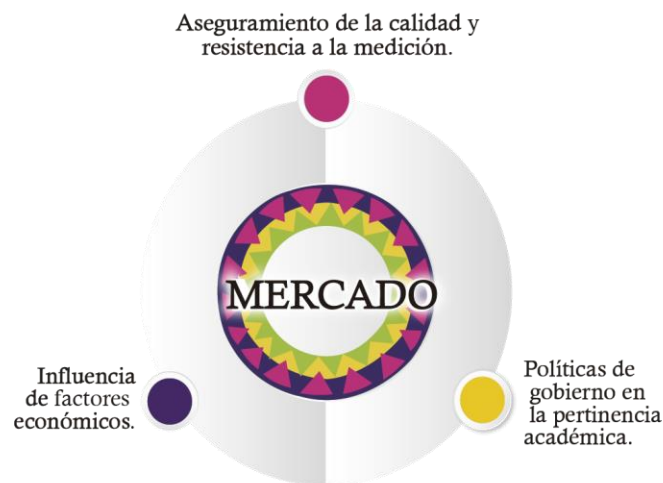 Aseguramiento de la calidad y
resistencia a la medición.
MERCADO
Influencia
de factores
económicos.
Políticas de
gobierno en
la pertinencia
académica.